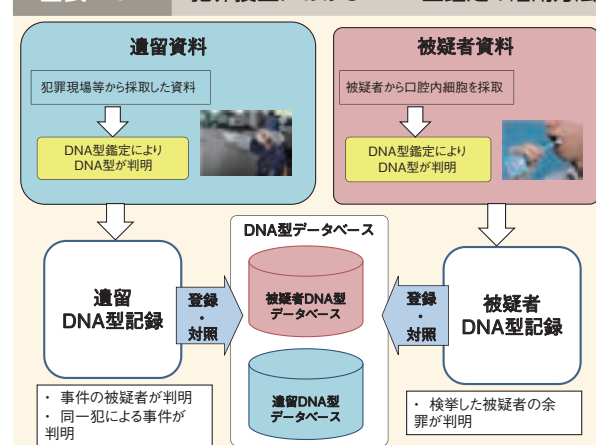 遺留資料
犯罪現場等から採取した資料
DNA型鑑定により
DNA型が判明
被疑者資料
被疑者から口腔内細胞を採取
DNA型鑑定により
DNA型が判明
DNA型データベース
遺留
DNA型記録
登録
・
対照
被疑者DNA型
データベース
遺留DNA型
データベース
登録
・
対照
被疑者
DNA型記録
・ 事件の被疑者が判明
・ 同一犯による事件が
判明
・ 検挙した被疑者の余
罪が判明